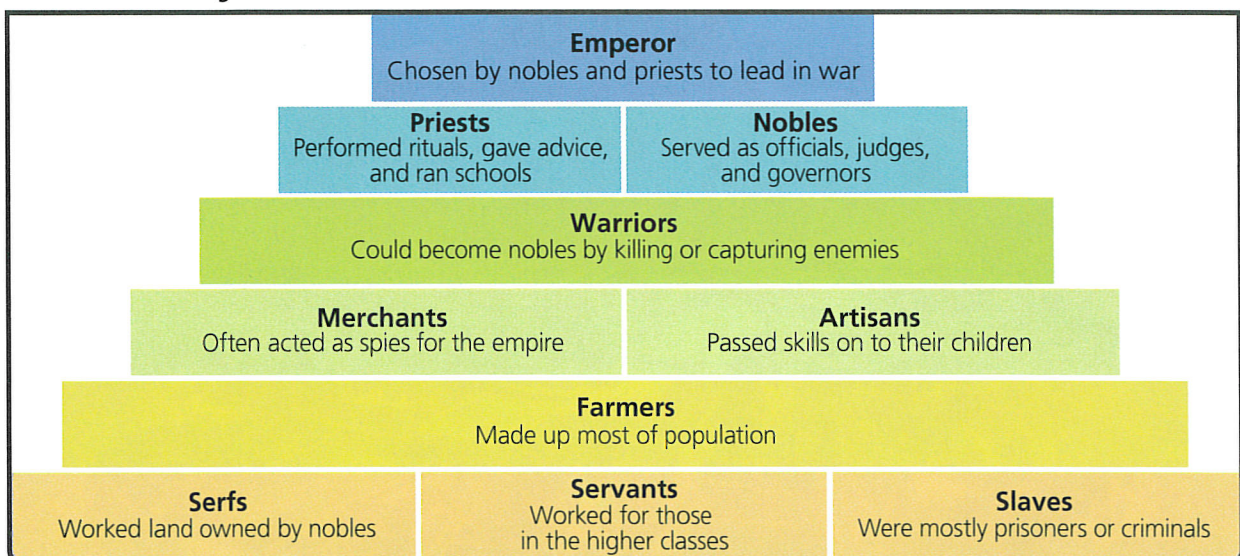 Emperor
Chosen by nobles and priests to lead in war
Priests
Performed rituals, gave advice,
and ran schools
Nobles
Served as officials, judges,
and governors
Warriors
Could become nobles by killing or capturing enemies
Merchants
Often acted as spies for the empire
Artisans
Passed skills on to their children
Farmers
Made up most of population
Serfs
Worked land owned by nobles
Servants
Worked for those
in the higher classes
Slaves
Were mostly prisoners or criminals